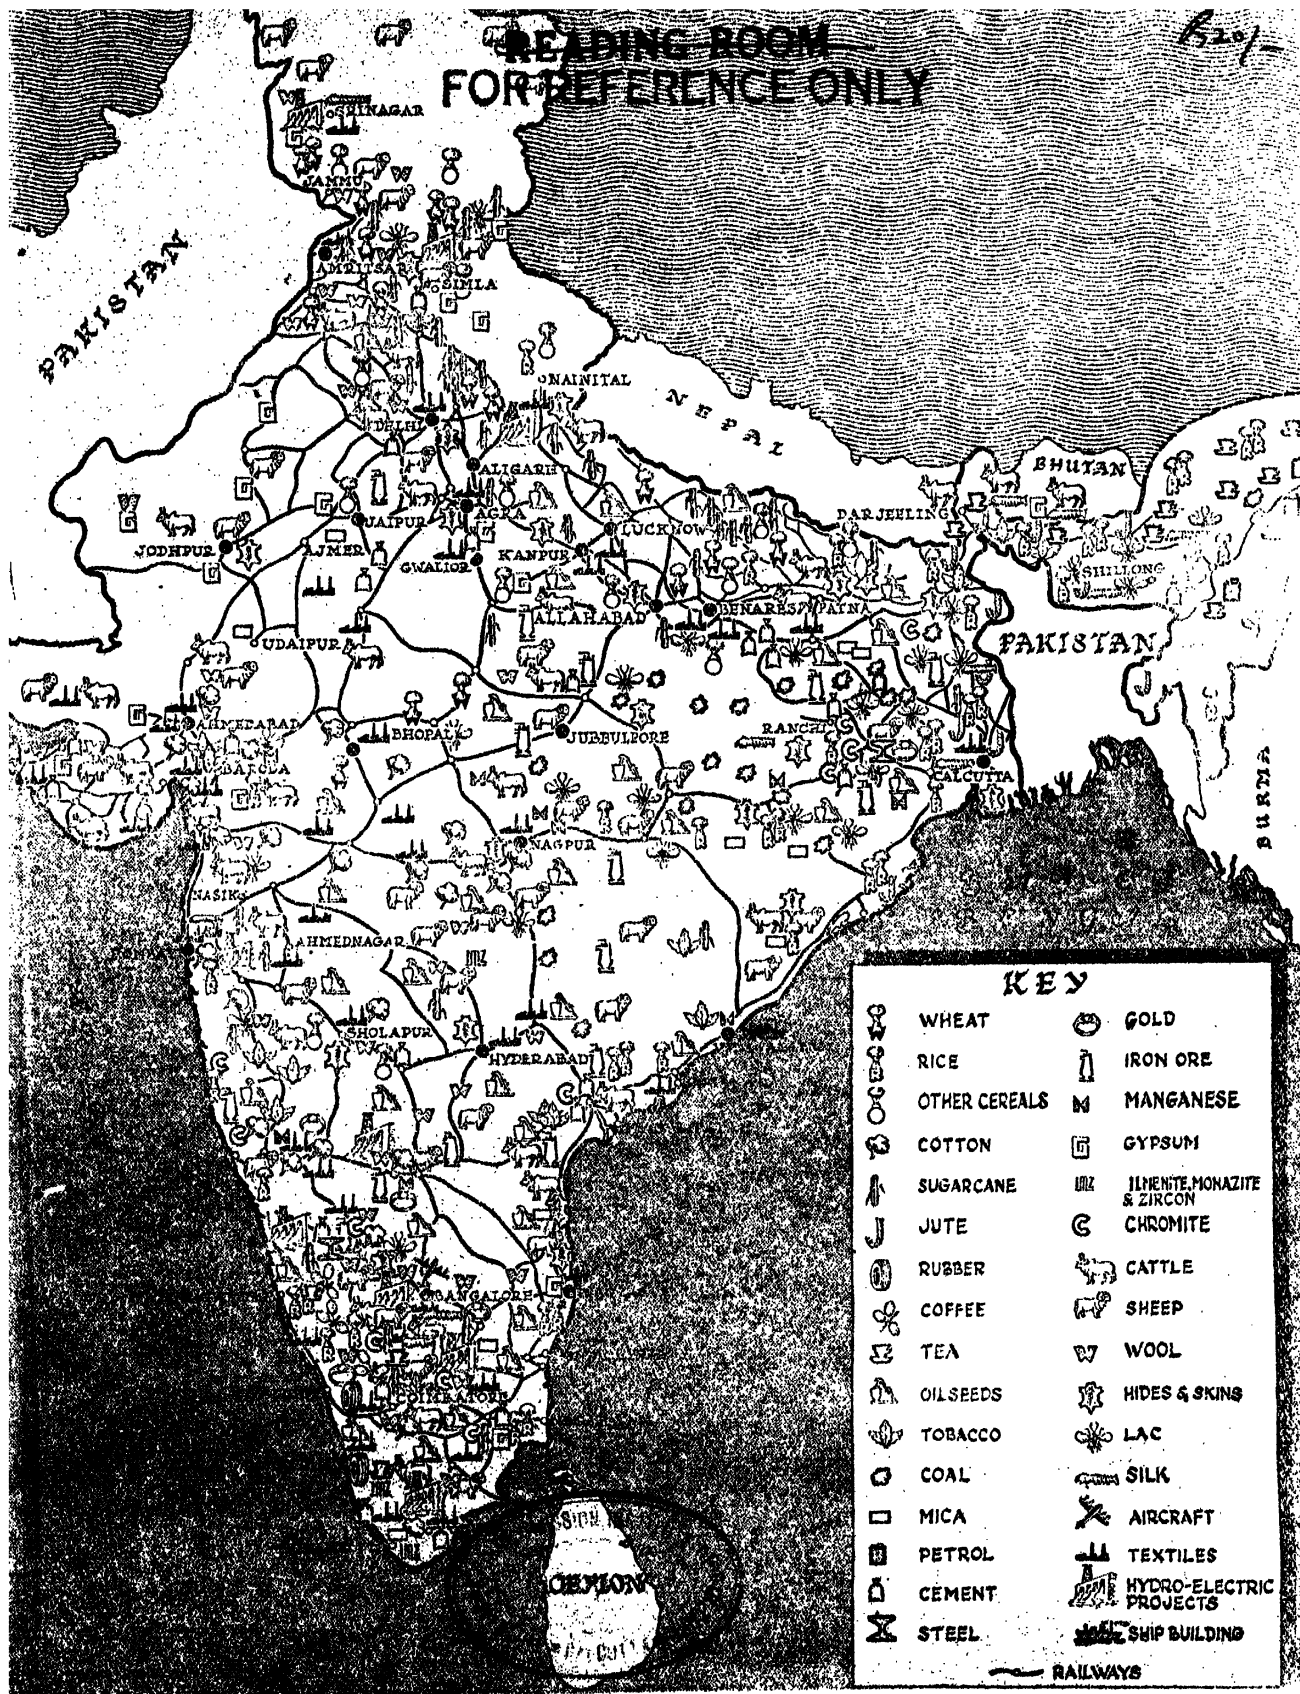 READING ROOM
FOR REFERENCE ONLY
SRINAGAR
JAMMU
PAKISTAN
AMRITSAR
SIMLA
NAINITAL
NEPAL
DELHI
ALIGARH
BHUTAN
AGRA
JAIPUR
LUCKNOW
DARJEELING
JODHPUR
AJMER
GWALIOR
KANPUR
SHILLONG
ALLAHABAD
BENARES
PATNA
UDAIPUR
PAKISTAN
AHMEDABAD
BHOPAL
JUBBULPORE
RANCHI
CALCUTTA
BARODA
BURMA
NAGPUR
NASIK
AHMEDNAGAR
SHOLAPUR
HYDERABAD
BANGALORE
COIMBATORE
CEYLON
KEY
WHEAT
GOLD
RICE
IRON ORE
OTHER CEREALS
MANGANESE
COTTON
GYPSUM
SUGARCANE
ILMENITE, MONAZITE
& ZIRCON
JUTE
CHROMITE
RUBBER
CATTLE
COFFEE
SHEEP
TEA
WOOL
OILSEEDS
HIDES & SKINS
TOBACCO
LAC
COAL
SILK
MICA
AIRCRAFT
PETROL
TEXTILES
CEMENT
HYDRO-ELECTRIC
PROJECTS
STEEL
SHIP BUILDING
RAILWAYS